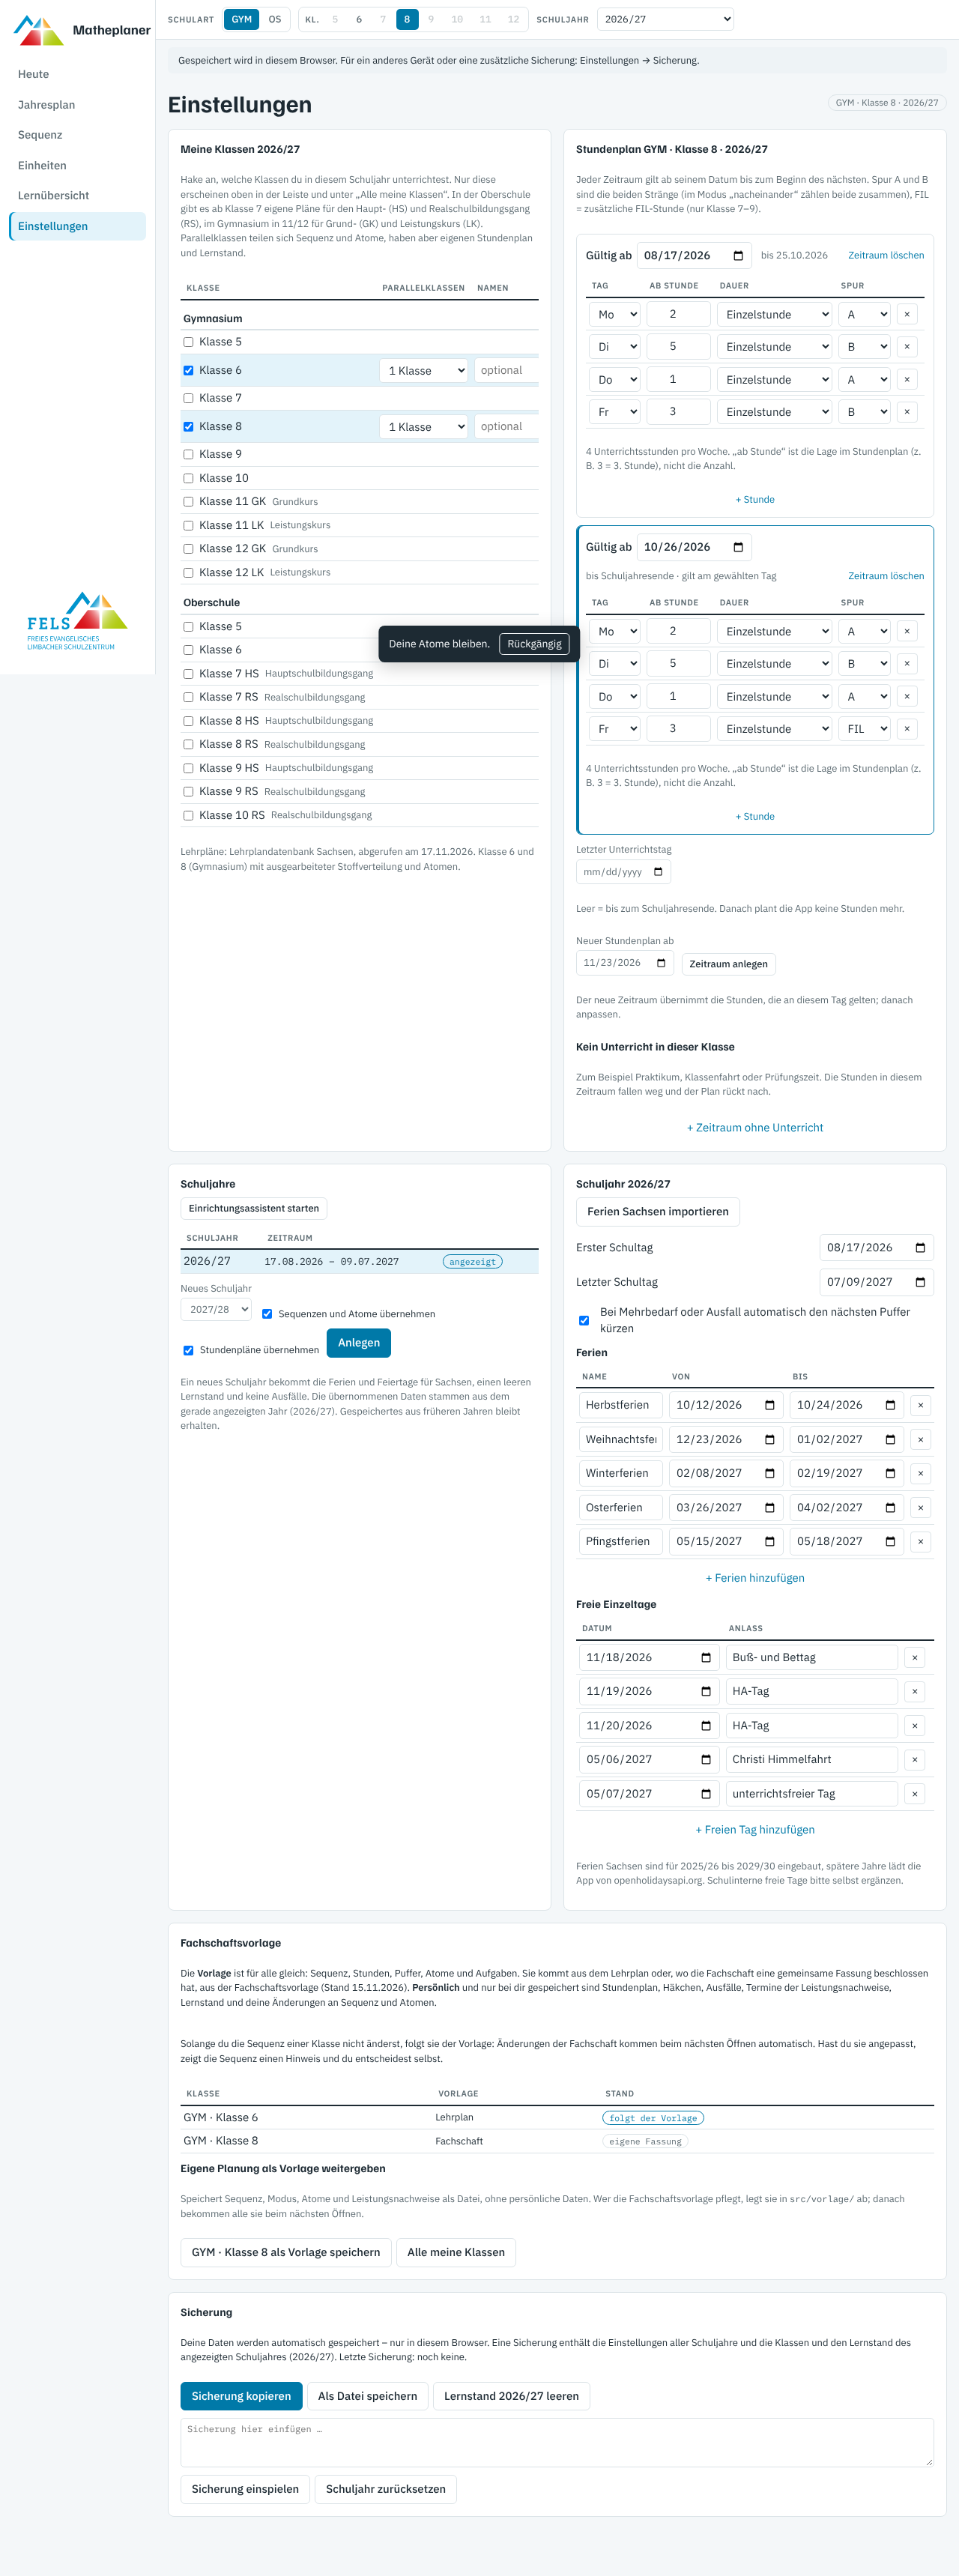 Matheplaner
Heute
Jahresplan
Sequenz
Einheiten
Lernübersicht
Einstellungen
FELS
FREIES EVANGELISCHES
LIMBACHER SCHULZENTRUM
SCHULART GYM OS KL. 5 6 7 8 9 10 11 12 SCHULJAHR 2026/27
Gespeichert wird in diesem Browser. Für ein anderes Gerät oder eine zusätzliche Sicherung: Einstellungen → Sicherung.
Einstellungen
GYM · Klasse 8 · 2026/27
Meine Klassen 2026/27
Hake an, welche Klassen du in diesem Schuljahr unterrichtest. Nur diese
erscheinen oben in der Leiste und unter „Alle meine Klassen“. In der Oberschule
gibt es ab Klasse 7 eigene Pläne für den Haupt- (HS) und Realschulbildungsgang
(RS), im Gymnasium in 11/12 für Grund- (GK) und Leistungskurs (LK).
Parallelklassen teilen sich Sequenz und Atome, haben aber eigenen Stundenplan
und Lernstand.
KLASSE PARALLELKLASSEN NAMEN
Gymnasium
Klasse 5
Klasse 6 1 Klasse optional
Klasse 7
Klasse 8 1 Klasse optional
Klasse 9
Klasse 10
Klasse 11 GK Grundkurs
Klasse 11 LK Leistungskurs
Klasse 12 GK Grundkurs
Klasse 12 LK Leistungskurs
Oberschule
Klasse 5
Klasse 6
Klasse 7 HS Hauptschulbildungsgang
Klasse 7 RS Realschulbildungsgang
Klasse 8 HS Hauptschulbildungsgang
Klasse 8 RS Realschulbildungsgang
Klasse 9 HS Hauptschulbildungsgang
Klasse 9 RS Realschulbildungsgang
Klasse 10 RS Realschulbildungsgang
Lehrpläne: Lehrplandatenbank Sachsen, abgerufen am 17.11.2026. Klasse 6 und
8 (Gymnasium) mit ausgearbeiteter Stoffverteilung und Atomen.
Deine Atome bleiben. Rückgängig
Stundenplan GYM · Klasse 8 · 2026/27
Jeder Zeitraum gilt ab seinem Datum bis zum Beginn des nächsten. Spur A und B
sind die beiden Stränge (im Modus „nacheinander“ zählen beide zusammen), FIL
= zusätzliche FIL-Stunde (nur Klasse 7–9).
Gültig ab 08/17/2026 bis 25.10.2026 Zeitraum löschen
TAG AB STUNDE DAUER SPUR
Mo 2 Einzelstunde A ×
Di 5 Einzelstunde B ×
Do 1 Einzelstunde A ×
Fr 3 Einzelstunde B ×
4 Unterrichtsstunden pro Woche. „ab Stunde“ ist die Lage im Stundenplan (z.
B. 3 = 3. Stunde), nicht die Anzahl.
+ Stunde
Gültig ab 10/26/2026
bis Schuljahresende · gilt am gewählten Tag Zeitraum löschen
TAG AB STUNDE DAUER SPUR
Mo 2 Einzelstunde A ×
Di 5 Einzelstunde B ×
Do 1 Einzelstunde A ×
Fr 3 Einzelstunde FIL ×
4 Unterrichtsstunden pro Woche. „ab Stunde“ ist die Lage im Stundenplan (z.
B. 3 = 3. Stunde), nicht die Anzahl.
+ Stunde
Letzter Unterrichtstag
mm/dd/yyyy
Leer = bis zum Schuljahresende. Danach plant die App keine Stunden mehr.
Neuer Stundenplan ab
11/23/2026 Zeitraum anlegen
Der neue Zeitraum übernimmt die Stunden, die an diesem Tag gelten; danach
anpassen.
Kein Unterricht in dieser Klasse
Zum Beispiel Praktikum, Klassenfahrt oder Prüfungszeit. Die Stunden in diesem
Zeitraum fallen weg und der Plan rückt nach.
+ Zeitraum ohne Unterricht
Schuljahre
Einrichtungsassistent starten
SCHULJAHR ZEITRAUM
2026/27 17.08.2026 – 09.07.2027 angezeigt
Neues Schuljahr
2027/28 Sequenzen und Atome übernehmen
Stundenpläne übernehmen Anlegen
Ein neues Schuljahr bekommt die Ferien und Feiertage für Sachsen, einen leeren
Lernstand und keine Ausfälle. Die übernommenen Daten stammen aus dem
gerade angezeigten Jahr (2026/27). Gespeichertes aus früheren Jahren bleibt
erhalten.
Schuljahr 2026/27
Ferien Sachsen importieren
Erster Schultag 08/17/2026
Letzter Schultag 07/09/2027
Bei Mehrbedarf oder Ausfall automatisch den nächsten Puffer
kürzen
Ferien
NAME VON BIS
Herbstferien 10/12/2026 10/24/2026 ×
Weihnachtsfe 12/23/2026 01/02/2027 ×
Winterferien 02/08/2027 02/19/2027 ×
Osterferien 03/26/2027 04/02/2027 ×
Pfingstferien 05/15/2027 05/18/2027 ×
+ Ferien hinzufügen
Freie Einzeltage
DATUM ANLASS
11/18/2026 Buß- und Bettag ×
11/19/2026 HA-Tag ×
11/20/2026 HA-Tag ×
05/06/2027 Christi Himmelfahrt ×
05/07/2027 unterrichtsfreier Tag ×
+ Freien Tag hinzufügen
Ferien Sachsen sind für 2025/26 bis 2029/30 eingebaut, spätere Jahre lädt die
App von openholidaysapi.org. Schulinterne freie Tage bitte selbst ergänzen.
Fachschaftsvorlage
Die Vorlage ist für alle gleich: Sequenz, Stunden, Puffer, Atome und Aufgaben. Sie kommt aus dem Lehrplan oder, wo die Fachschaft eine gemeinsame Fassung beschlossen
hat, aus der Fachschaftsvorlage (Stand 15.11.2026). Persönlich und nur bei dir gespeichert sind Stundenplan, Häkchen, Ausfälle, Termine der Leistungsnachweise,
Lernstand und deine Änderungen an Sequenz und Atomen.
Solange du die Sequenz einer Klasse nicht änderst, folgt sie der Vorlage: Änderungen der Fachschaft kommen beim nächsten Öffnen automatisch. Hast du sie angepasst,
zeigt die Sequenz einen Hinweis und du entscheidest selbst.
KLASSE VORLAGE STAND
GYM · Klasse 6 Lehrplan folgt der Vorlage
GYM · Klasse 8 Fachschaft eigene Fassung
Eigene Planung als Vorlage weitergeben
Speichert Sequenz, Modus, Atome und Leistungsnachweise als Datei, ohne persönliche Daten. Wer die Fachschaftsvorlage pflegt, legt sie in src/vorlage/ ab; danach
bekommen alle sie beim nächsten Öffnen.
GYM · Klasse 8 als Vorlage speichern Alle meine Klassen
Sicherung
Deine Daten werden automatisch gespeichert – nur in diesem Browser. Eine Sicherung enthält die Einstellungen aller Schuljahre und die Klassen und den Lernstand des
angezeigten Schuljahres (2026/27). Letzte Sicherung: noch keine.
Sicherung kopieren Als Datei speichern Lernstand 2026/27 leeren
Sicherung hier einfügen …
Sicherung einspielen Schuljahr zurücksetzen